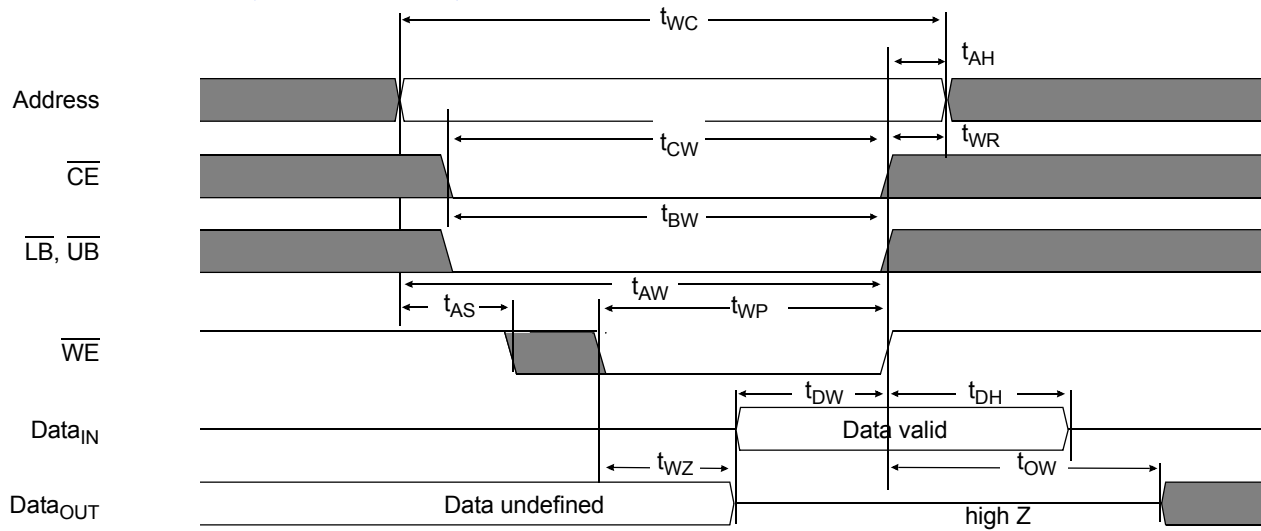 tWC
tAH
Address
tCW
tWR
CE
tBW
LB, UB
tAW
tAS
tWP
WE
tDW
tDH
DataIN
Data valid
tWZ
tOW
DataOUT
Data undefined
high Z